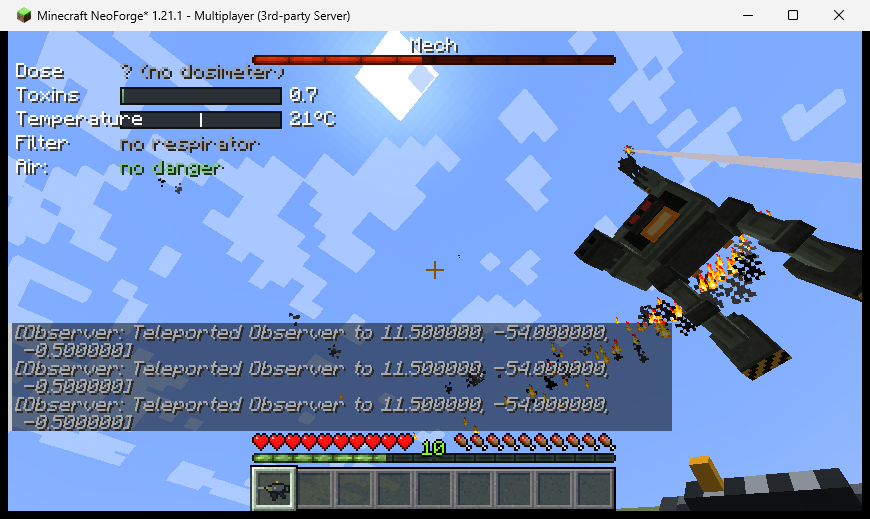 Minecraft NeoForge* 1.21.1 - Multiplayer (3rd-party Server)
Mech
Dose ? (no dosimeter)
Toxins 0.7
Temperature 21°C
Filter no respirator
Air: no danger
[Observer: Teleported Observer to 11.500000, -54.000000,
-0.500000]
[Observer: Teleported Observer to 11.500000, -54.000000,
-0.500000]
[Observer: Teleported Observer to 11.500000, -54.000000,
-0.500000]
10